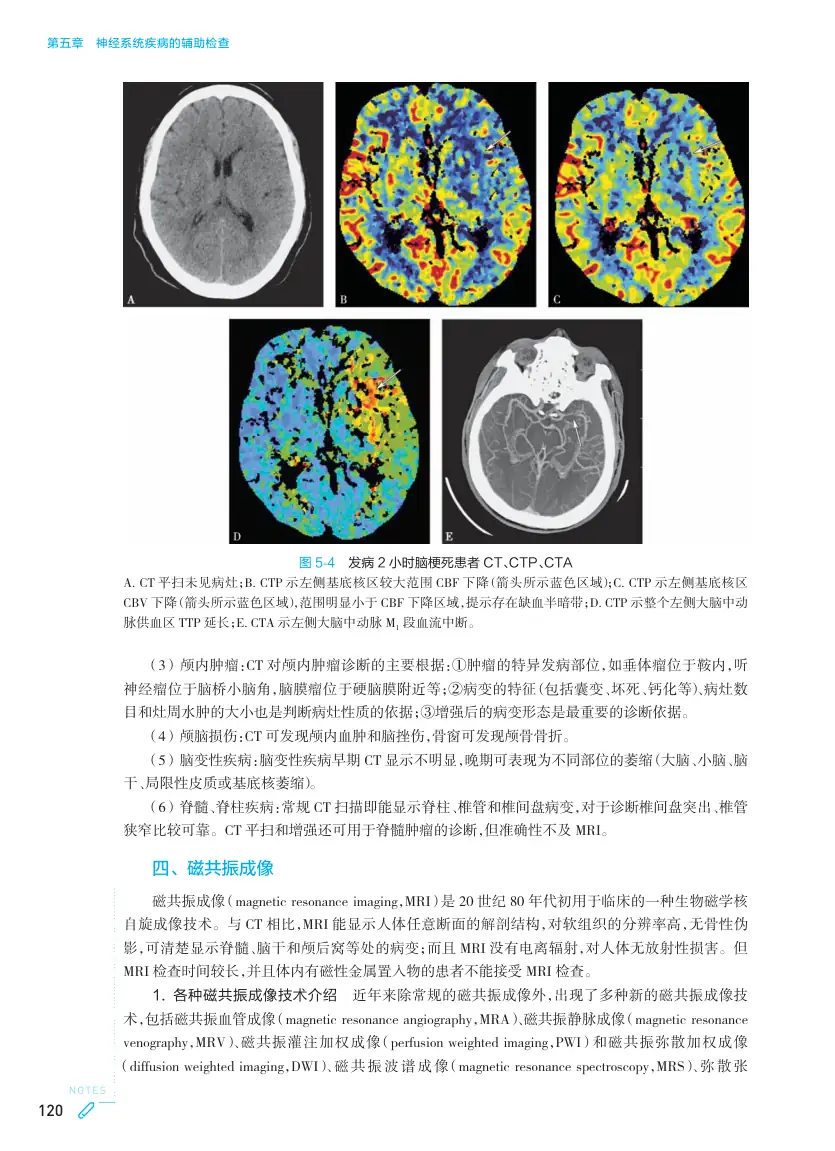 第五章 神经系统疾病的辅助检查
A
B
C
D
E
图 5-4 发病 2 小时脑梗死患者 CT、CTP、CTA
A. CT 平扫未见病灶;B. CTP 示左侧基底核区较大范围 CBF 下降(箭头所示蓝色区域);C. CTP 示左侧基底核区
CBV 下降(箭头所示蓝色区域),范围明显小于 CBF 下降区域,提示存在缺血半暗带;D. CTP 示整个左侧大脑中动
脉供血区 TTP 延长;E. CTA 示左侧大脑中动脉 M1 段血流中断。
(3)颅内肿瘤:CT 对颅内肿瘤诊断的主要根据:①肿瘤的特异发病部位,如垂体瘤位于鞍内,听
神经瘤位于脑桥小脑角,脑膜瘤位于硬脑膜附近等;②病变的特征(包括囊变、坏死、钙化等)、病灶数
目和灶周水肿的大小也是判断病灶性质的依据;③增强后的病变形态是最重要的诊断依据。
(4)颅脑损伤:CT 可发现颅内血肿和脑挫伤,骨窗可发现颅骨骨折。
(5)脑变性疾病:脑变性疾病早期 CT 显示不明显,晚期可表现为不同部位的萎缩(大脑、小脑、脑
干、局限性皮质或基底核萎缩)。
(6)脊髓、脊柱疾病:常规 CT 扫描即能显示脊柱、椎管和椎间盘病变,对于诊断椎间盘突出、椎管
狭窄比较可靠。CT 平扫和增强还可用于脊髓肿瘤的诊断,但准确性不及 MRI。
四、磁共振成像
磁共振成像(magnetic resonance imaging,MRI)是 20 世纪 80 年代初用于临床的一种生物磁学核
自旋成像技术。与 CT 相比,MRI 能显示人体任意断面的解剖结构,对软组织的分辨率高,无骨性伪
影,可清楚显示脊髓、脑干和颅后窝等处的病变;而且 MRI 没有电离辐射,对人体无放射性损害。但
MRI 检查时间较长,并且体内有磁性金属置入物的患者不能接受 MRI 检查。
1. 各种磁共振成像技术介绍 近年来除常规的磁共振成像外,出现了多种新的磁共振成像技
术,包括磁共振血管成像(magnetic resonance angiography,MRA)、磁共振静脉成像(magnetic resonance
venography,MRV)、磁共振灌注加权成像(perfusion weighted imaging,PWI)和磁共振弥散加权成像
(diffusion weighted imaging,DWI)、磁共振波谱成像(magnetic resonance spectroscopy,MRS)、弥散张
NOTES
120